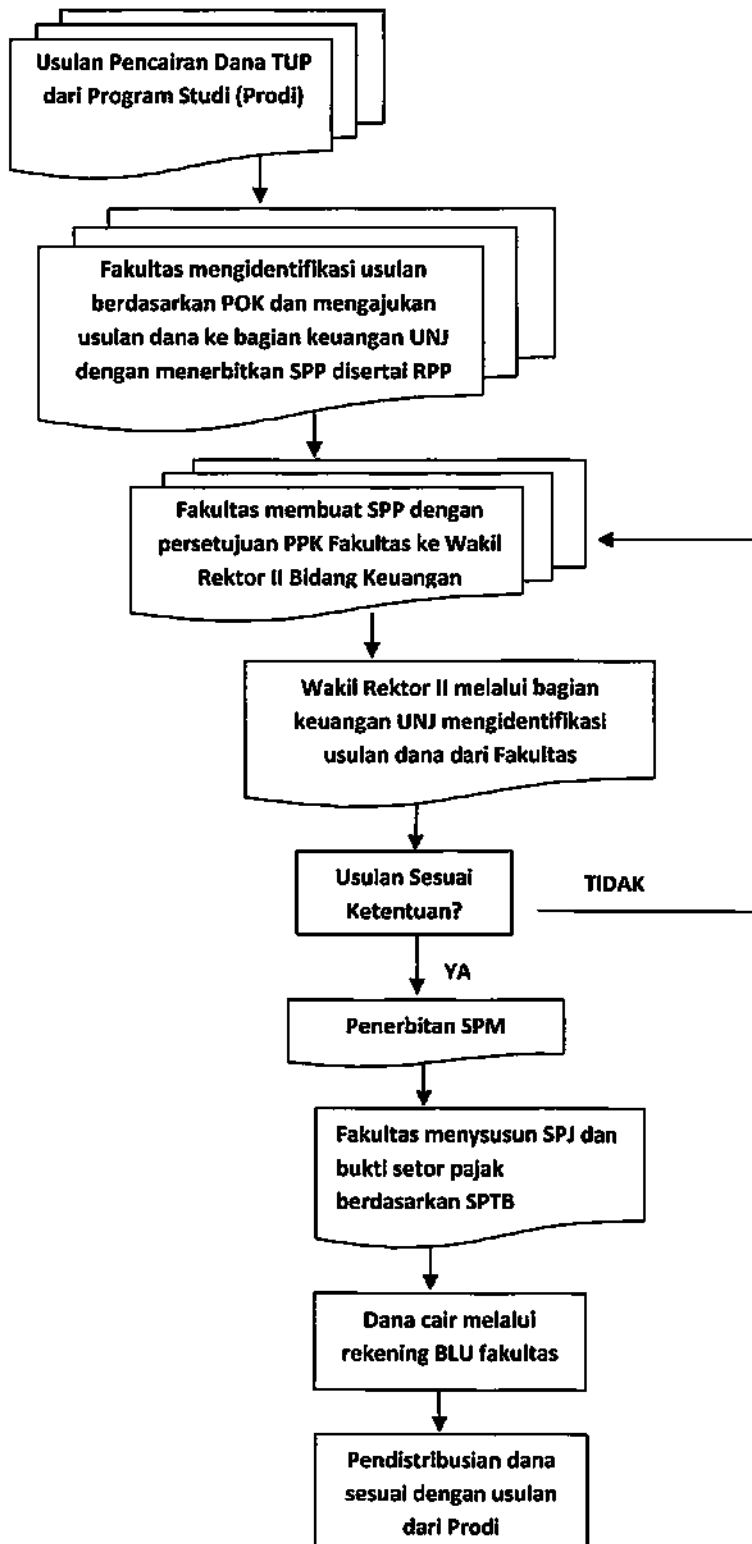 Usulan Pencairan Dana TUP
dari Program Studi (Prodi)
Fakultas mengidentifikasi usulan
berdasarkan POK dan mengajukan
usulan dana ke bagian keuangan UNJ
dengan menerbitkan SPP disertai RPP
Fakultas membuat SPP dengan
persetujuan PPK Fakultas ke Wakil
Rektor II Bidang Keuangan
Wakil Rektor II melalui bagian
keuangan UNJ mengidentifikasi
usulan dana dari Fakultas
Usulan Sesuai
Ketentuan?
TIDAK
YA
Penerbitan SPM
Fakultas menysusun SPJ dan
bukti setor pajak
berdasarkan SPTB
Dana cair melalui
rekening BLU fakultas
Pendistribusian dana
sesuai dengan usulan
dari Prodi